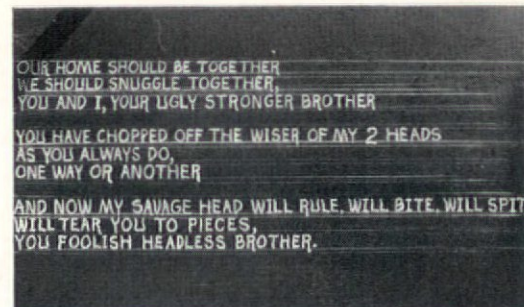 OUR HOME SHOULD BE TOGETHER
WE SHOULD SNUGGLE TOGETHER,
YOU AND I, YOUR UGLY STRONGER BROTHER
YOU HAVE CHOPPED OFF THE WISER OF MY 2 HEADS
AS YOU ALWAYS DO,
ONE WAY OR ANOTHER
AND NOW MY SAVAGE HEAD WILL RULE, WILL BITE, WILL SPIT
WILL TEAR YOU TO PIECES,
YOU FOOLISH HEADLESS BROTHER.